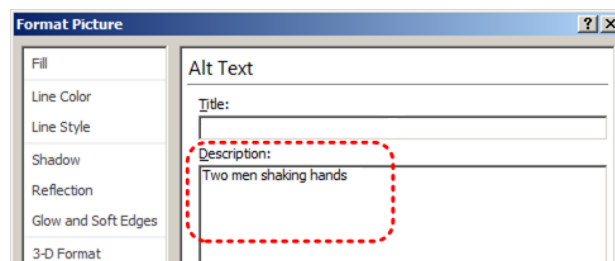 Format Picture
Fill
Line Color
Line Style
Shadow
Reflection
Glow and Soft Edges
3-D Format
Alt Text
Title:
Description:
Two men shaking hands